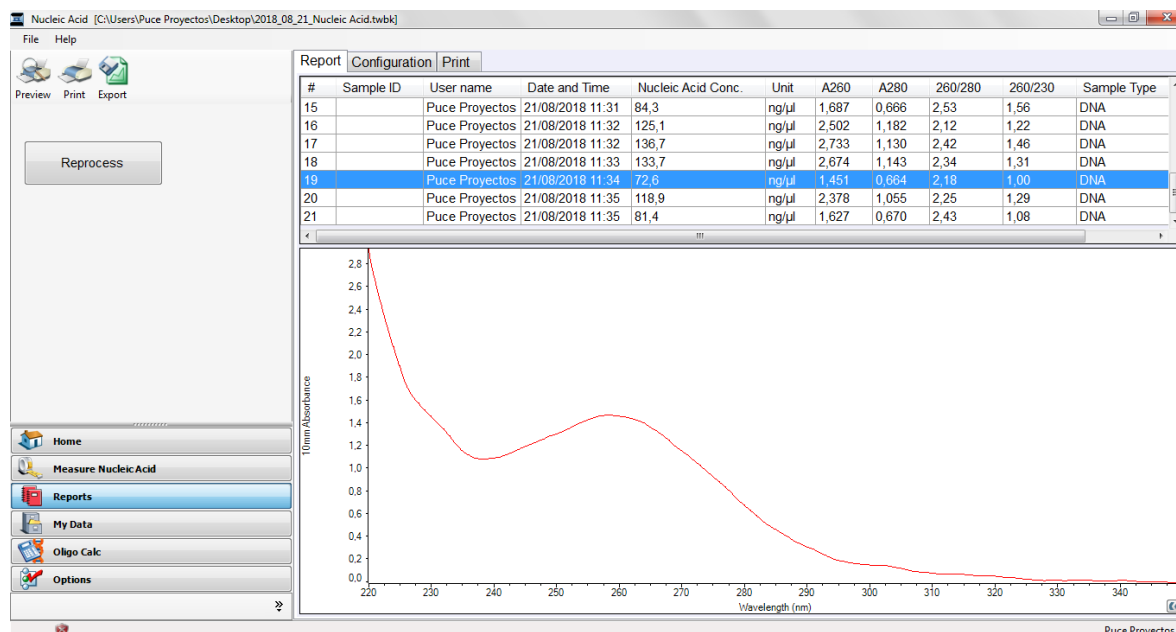 Nucleic Acid [C:\Users\Puce Proyectos\Desktop\2018_08_21_Nucleic Acid.twbk]
File Help
Preview Print Export
Reprocess
Home
Measure Nucleic Acid
Reports
My Data
Oligo Calc
Options
Report Configuration Print
# Sample ID User name Date and Time Nucleic Acid Conc. Unit A260 A280 260/280 260/230 Sample Type
15 Puce Proyectos 21/08/2018 11:31 84,3 ng/µl 1,687 0,666 2,53 1,56 DNA
16 Puce Proyectos 21/08/2018 11:32 125,1 ng/µl 2,502 1,182 2,12 1,22 DNA
17 Puce Proyectos 21/08/2018 11:32 136,7 ng/µl 2,733 1,130 2,42 1,46 DNA
18 Puce Proyectos 21/08/2018 11:33 133,7 ng/µl 2,674 1,143 2,34 1,31 DNA
19 Puce Proyectos 21/08/2018 11:34 72,6 ng/µl 1,451 0,664 2,18 1,00 DNA
20 Puce Proyectos 21/08/2018 11:35 118,9 ng/µl 2,378 1,055 2,25 1,29 DNA
21 Puce Proyectos 21/08/2018 11:35 81,4 ng/µl 1,627 0,670 2,43 1,08 DNA
10mm Absorbance
2,8
2,6
2,4
2,2
2,0
1,8
1,6
1,4
1,2
1,0
0,8
0,6
0,4
0,2
0,0
220 230 240 250 260 270 280 290 300 310 320 330 340
Wavelength (nm)
Puce Proyectos